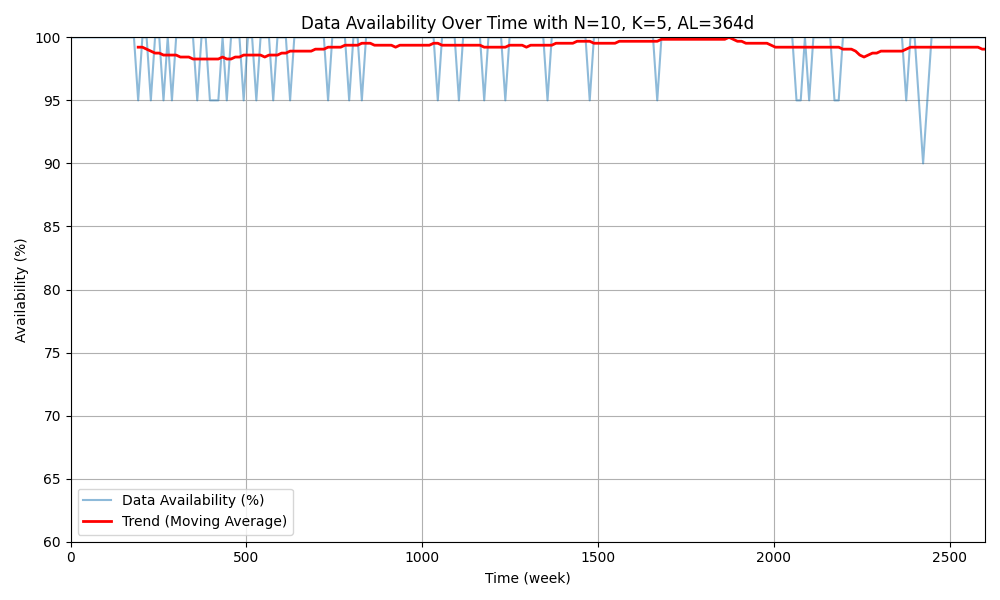 Data Availability Over Time with N=10, K=5, AL=364d
Availability (%)
100
95
90
85
80
75
70
65
60
Data Availability (%)
Trend (Moving Average)
0 500 1000 1500 2000 2500
Time (week)